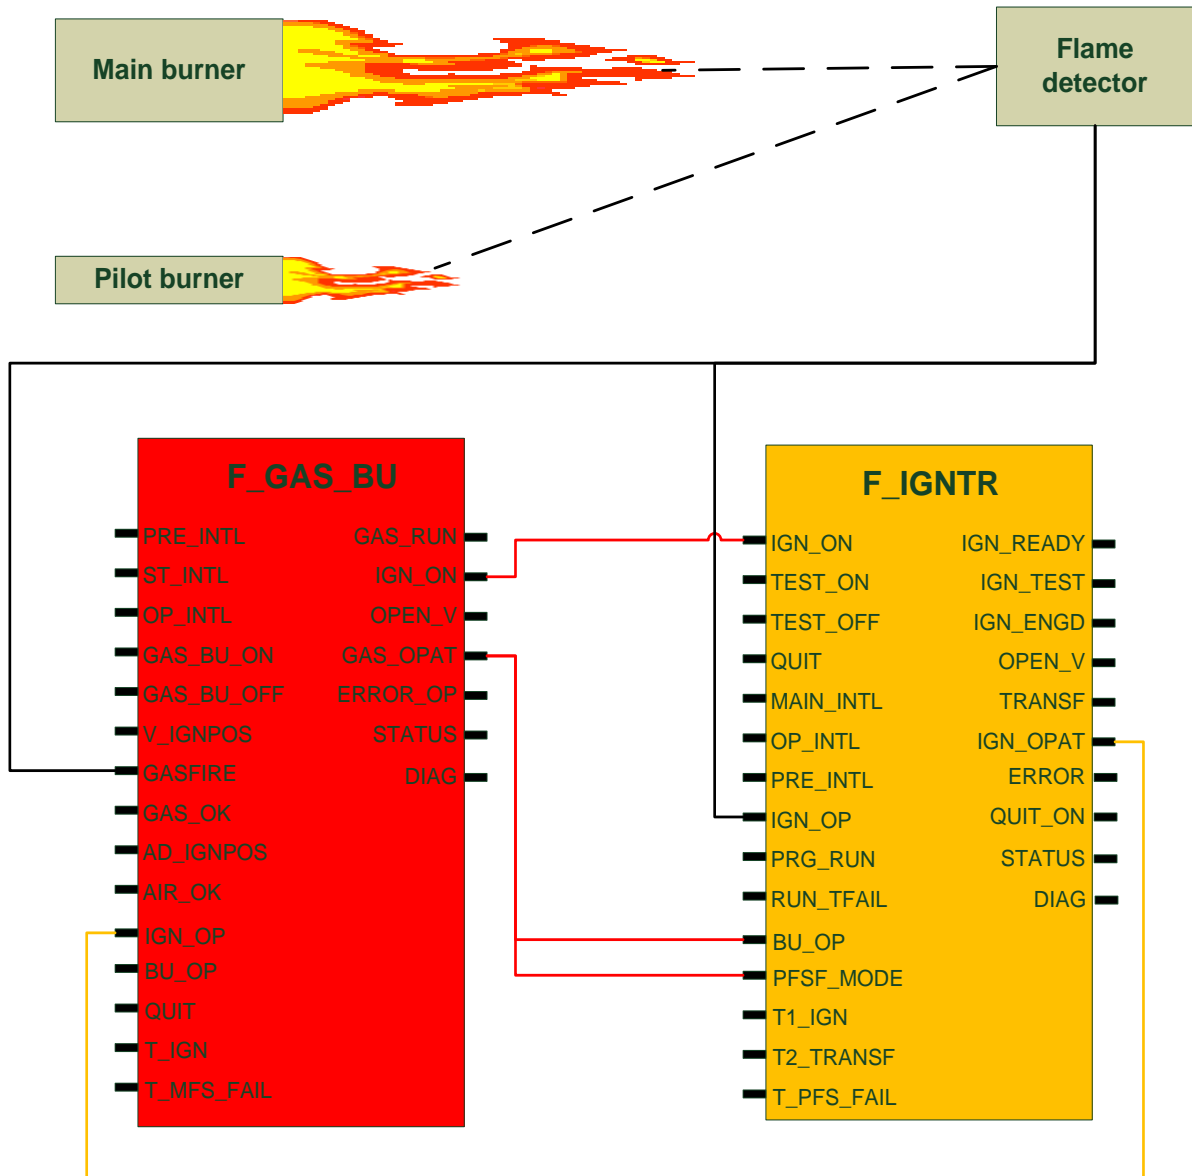 Main burner
Flame
detector
Pilot burner
F_GAS_BU
PRE_INTL
ST_INTL
OP_INTL
GAS_BU_ON
GAS_BU_OFF
V_IGNPOS
GASFIRE
GAS_OK
AD_IGNPOS
AIR_OK
IGN_OP
BU_OP
QUIT
T_IGN
T_MFS_FAIL
GAS_RUN
IGN_ON
OPEN_V
GAS_OPAT
ERROR_OP
STATUS
DIAG
F_IGNTR
IGN_ON
TEST_ON
TEST_OFF
QUIT
MAIN_INTL
OP_INTL
PRE_INTL
IGN_OP
PRG_RUN
RUN_TFAIL
BU_OP
PFSF_MODE
T1_IGN
T2_TRANSF
T_PFS_FAIL
IGN_READY
IGN_TEST
IGN_ENGD
OPEN_V
TRANSF
IGN_OPAT
ERROR
QUIT_ON
STATUS
DIAG